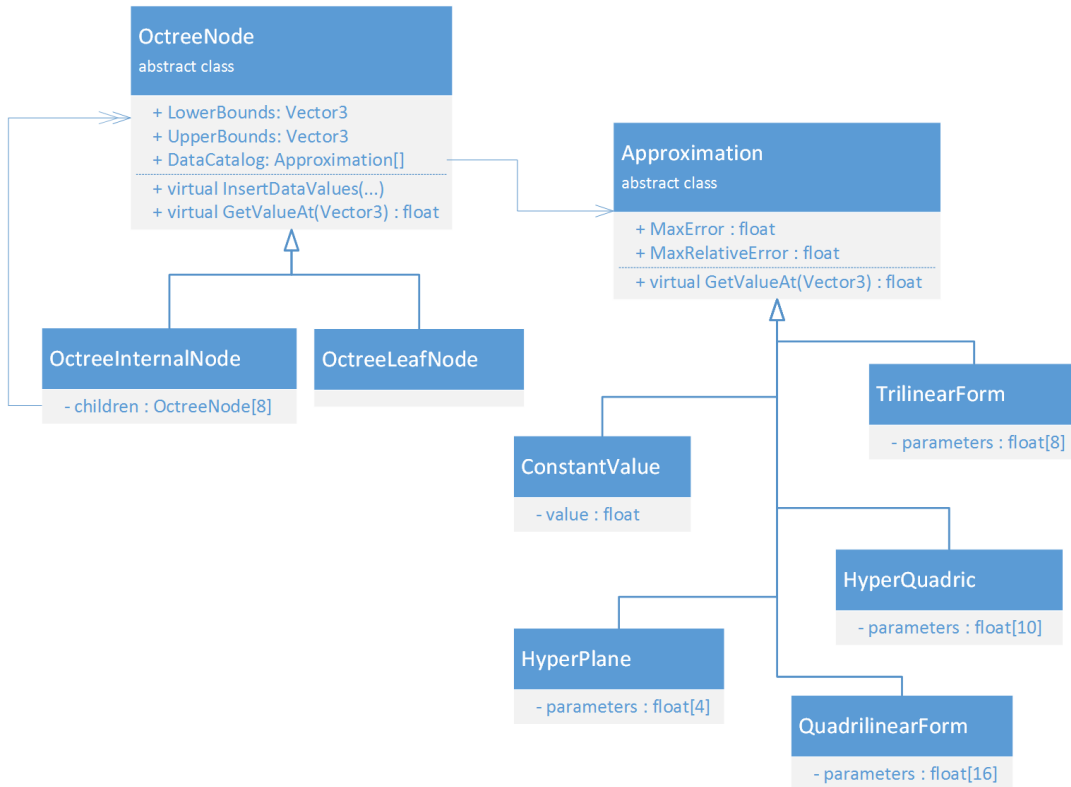 OctreeNode
abstract class
+ LowerBounds: Vector3
+ UpperBounds: Vector3
+ DataCatalog: Approximation[]
+ virtual InsertDataValues(...)
+ virtual GetValueAt(Vector3) : float
Approximation
abstract class
+ MaxError : float
+ MaxRelativeError : float
+ virtual GetValueAt(Vector3) : float
OctreeInternalNode
- children : OctreeNode[8]
OctreeLeafNode
TrilinearForm
- parameters : float[8]
ConstantValue
- value : float
HyperQuadric
- parameters : float[10]
HyperPlane
- parameters : float[4]
QuadrilinearForm
- parameters : float[16]